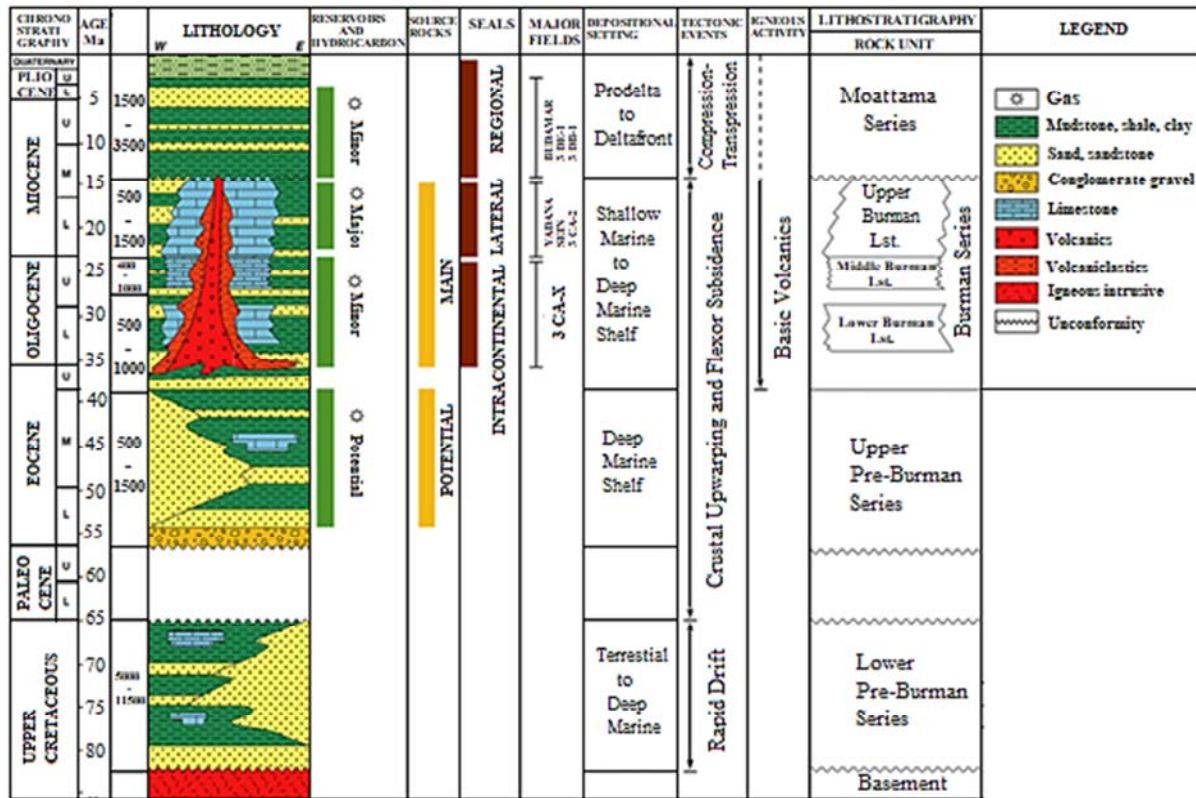 CHRONO
STRATI
GRAPHY
AGE
Ma
LITHOLOGY
W
E
RESERVOIRS
AND
HYDROCARBON
SOURCE
ROCKS
SEALS
MAJOR
FIELDS
DEPOSITIONAL
SETTING
TECTONIC
EVENTS
IGNEOUS
ACTIVITY
LITHOSTRATIGRAPHY
ROCK UNIT
LEGEND
QUATERNARY
PLIO
CENE
U
L
MIOCENE
U
M
L
OLIGOCENE
U
L
EOCENE
U
M
L
PALEO
CENE
U
L
UPPER
CRETACEOUS
5
10
15
20
25
30
35
40
45
50
55
60
65
70
75
80
1500
-
3500
500
-
1500
400
-
1000
500
-
1000
500
-
1500
5000
-
11500
Minor
Major
Minor
Potential
MAIN
POTENTIAL
REGIONAL
LATERAL
INTRACONTINENTAL
3 DE-1
YADANA
SEIN
3 CA-2
3 CA-X
Prodelta
to
Deltafront
Shallow
Marine
to
Deep
Marine
Shelf
Deep
Marine
Shelf
Terrestial
to
Deep
Marine
Compression-
Transpression
Crustal Upwarping and Flexor Subsidence
Rapid Drift
Basic Volcanics
Moattama
Series
Upper
Burman
Lst.
Middle Burman
Lst.
Lower Burman
Lst.
Burman Series
Upper
Pre-Burman
Series
Lower
Pre-Burman
Series
Basement
Gas
Mudstone, shale, clay
Sand, sandstone
Conglomerate gravel
Limestone
Volcanics
Volcaniclastics
Igneous intrusive
Unconformity